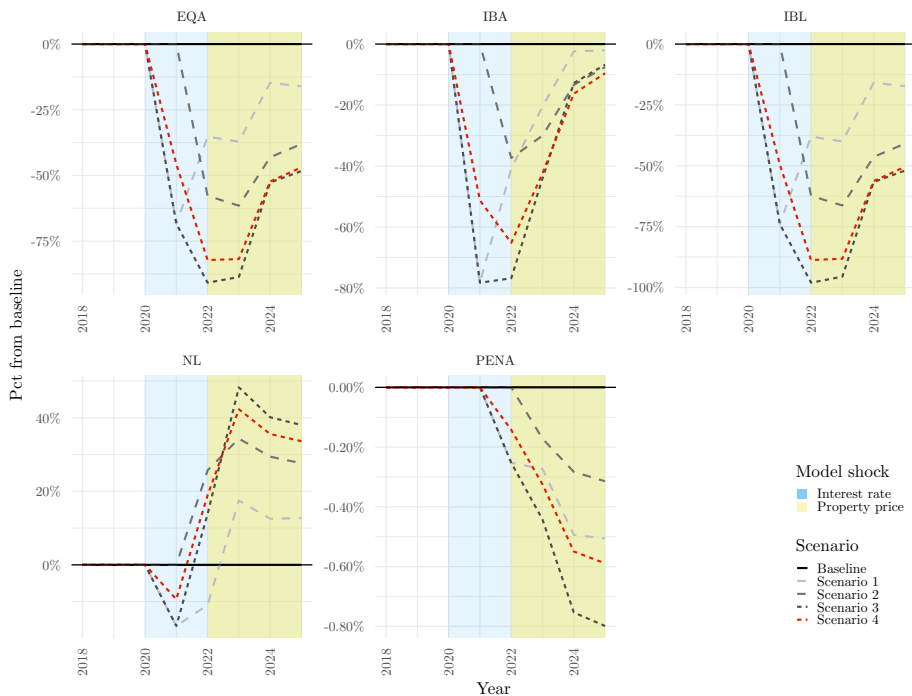 EQA
IBA
IBL
0%
-25%
-50%
-75%
0%
-20%
-40%
-60%
-80%
0%
-25%
-50%
-75%
-100%
2018
2020
2022
2024
2018
2020
2022
2024
2018
2020
2022
2024
Pct from baseline
NL
PENA
40%
20%
0%
0.00%
-0.20%
-0.40%
-0.60%
-0.80%
2018
2020
2022
2024
2018
2020
2022
2024
Year
Model shock
Interest rate
Property price
Scenario
Baseline
Scenario 1
Scenario 2
Scenario 3
Scenario 4